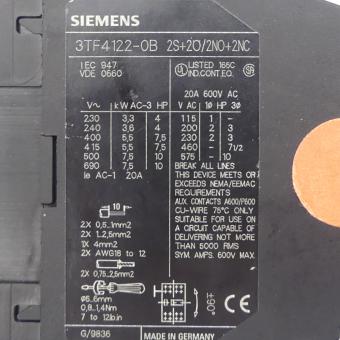 SIEMENS
3TF4122-0B 2S+2Ö/2NO+2NC
IEC 947
VDE 0660
UL LISTED 165C
IND.CONT.EQ.
20A 600V AC
V~ kW AC-3 HP
230 3,3 4
240 3,6 4
400 5,5 7,5
415 5,5 7,5
500 7,5 10
690 7,5 10
Ie AC-1 20A
V AC 1Ø HP 3Ø
115 1 -
200 2 3
230 2 3
460 - 7 1/2
575 - 10
BREAK ALL LINES
THIS DEVICE MEETS OR
EXCEEDS NEMA/EEMAC
REQUIREMENTS
AUX. CONTACTS A600/P600
CU-WIRE 75°C ONLY
SUITABLE FOR USE ON
A CIRCUIT CAPABLE OF
DELIVERING NOT MORE
THAN 5000 RMS
SYM. AMPS. 600V MAX.
10
2X 0,5..1mm2
2X 1..2,5mm2
1X 4mm2
2X AWG18 to 12
2X 0,75..2,5mm2
Ø5..6mm
0,8..1,4Nm
7 to 12lb.in
CE
G/9836 MADE IN GERMANY